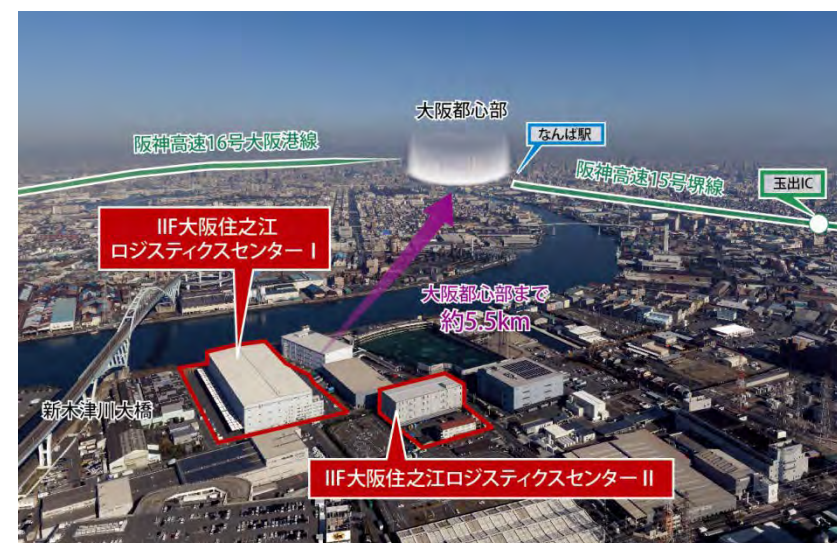 大阪都心部
なんば駅
阪神高速16号大阪港線
阪神高速15号堺線
玉出IC
IIF大阪住之江
ロジスティクスセンター I
大阪都心部まで
約5.5km
新木津川大橋
IIF大阪住之江ロジスティクスセンター II